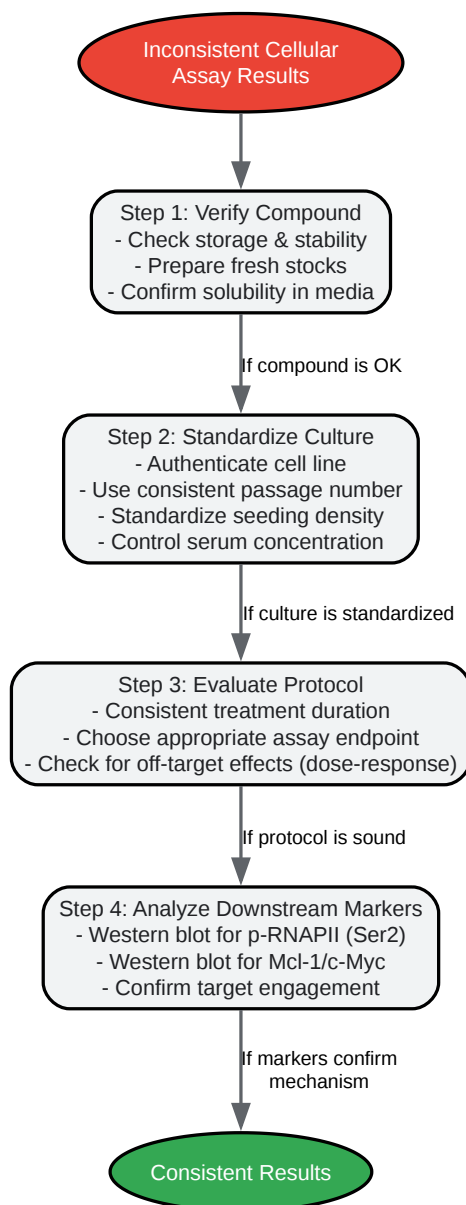 Inconsistent Cellular
Assay Results
Step 1: Verify Compound
- Check storage & stability
- Prepare fresh stocks
- Confirm solubility in media
If compound is OK
Step 2: Standardize Culture
- Authenticate cell line
- Use consistent passage number
- Standardize seeding density
- Control serum concentration
If culture is standardized
Step 3: Evaluate Protocol
- Consistent treatment duration
- Choose appropriate assay endpoint
- Check for off-target effects (dose-response)
If protocol is sound
Step 4: Analyze Downstream Markers
- Western blot for p-RNAPII (Ser2)
- Western blot for Mcl-1/c-Myc
- Confirm target engagement
If markers confirm
mechanism
Consistent Results